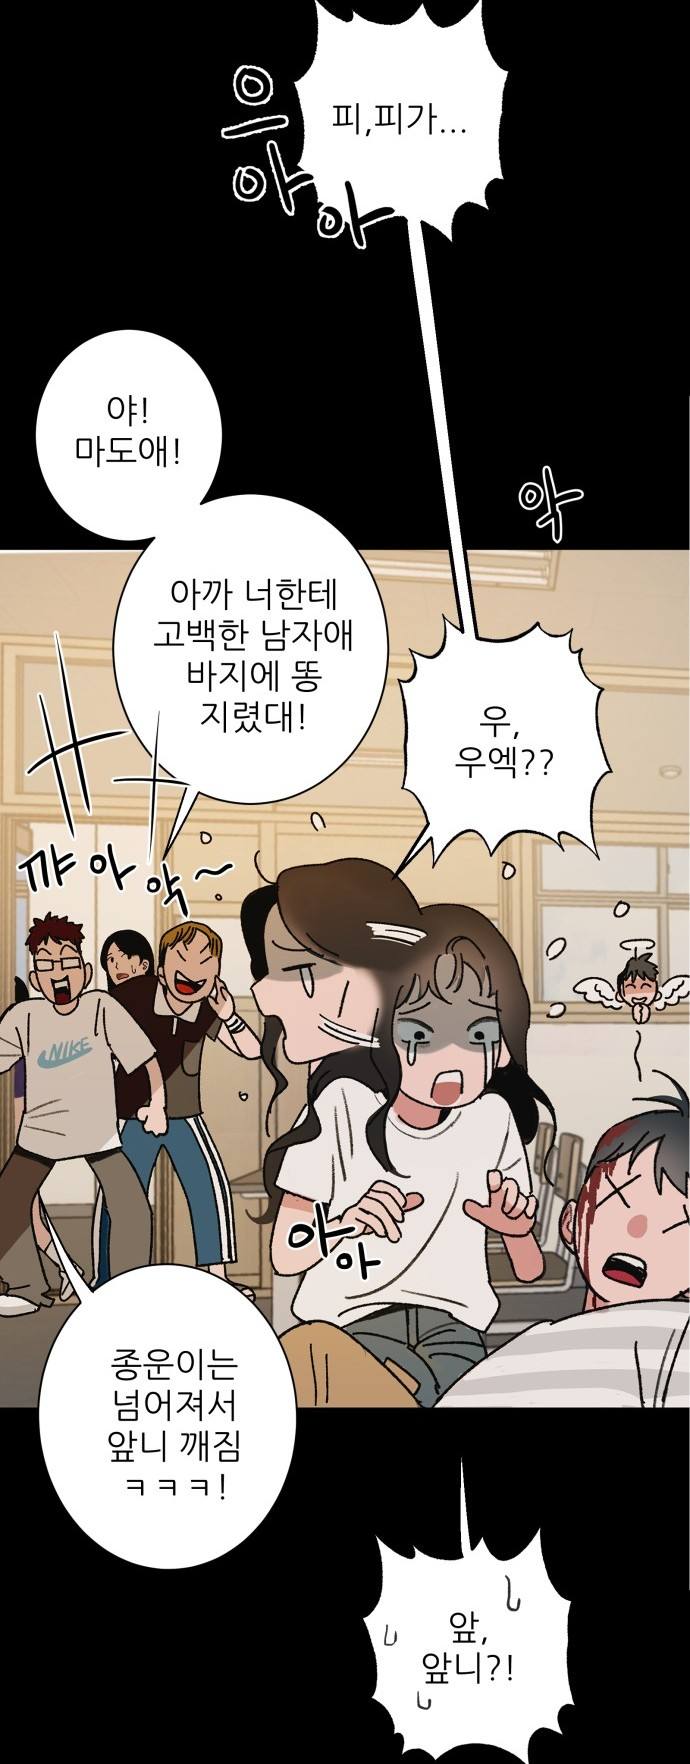 피,피가...
으
아
아
야!
마도애!
악
아까 너한테
고백한 남자애
바지에 똥
지렸대!
우,
우엑??
꺄 아 악~
NIKE
아
아
종운이는
넘어져서
앞니 깨짐
ㅋㅋㅋ!
앞,
앞니?!